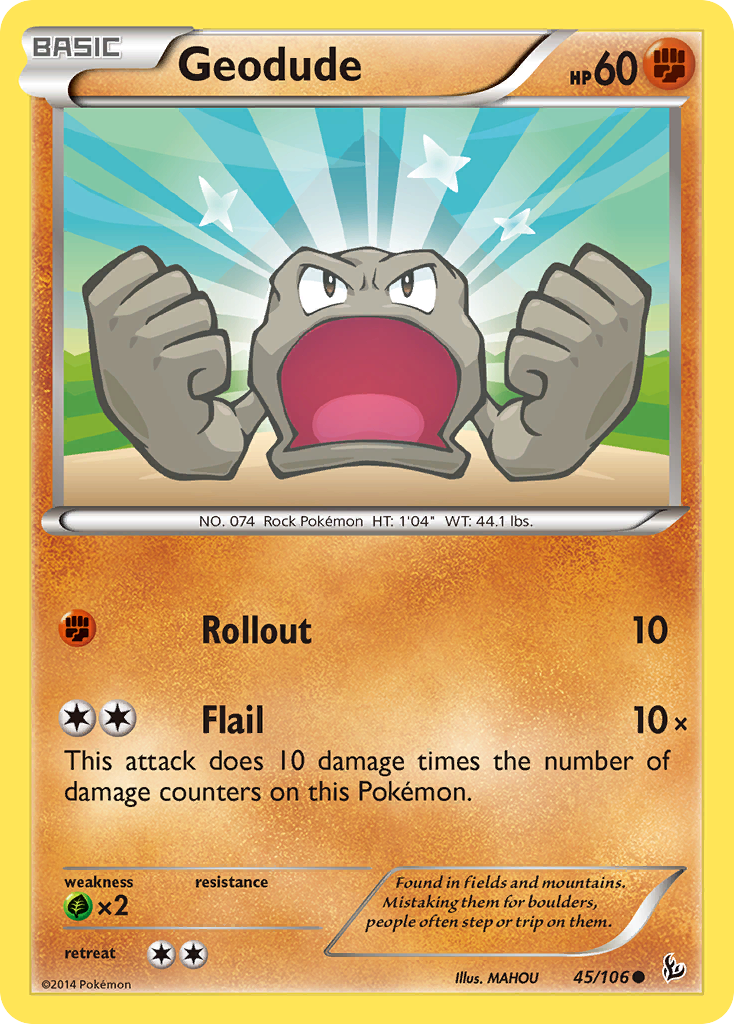 BASIC
Geodude
HP60
NO. 074 Rock Pokémon HT: 1'04" WT: 44.1 lbs.
Rollout 10
Flail 10×
This attack does 10 damage times the number of
damage counters on this Pokémon.
weakness resistance
×2
retreat
Found in fields and mountains.
Mistaking them for boulders,
people often step or trip on them.
©2014 Pokémon
Illus. MAHOU
45/106